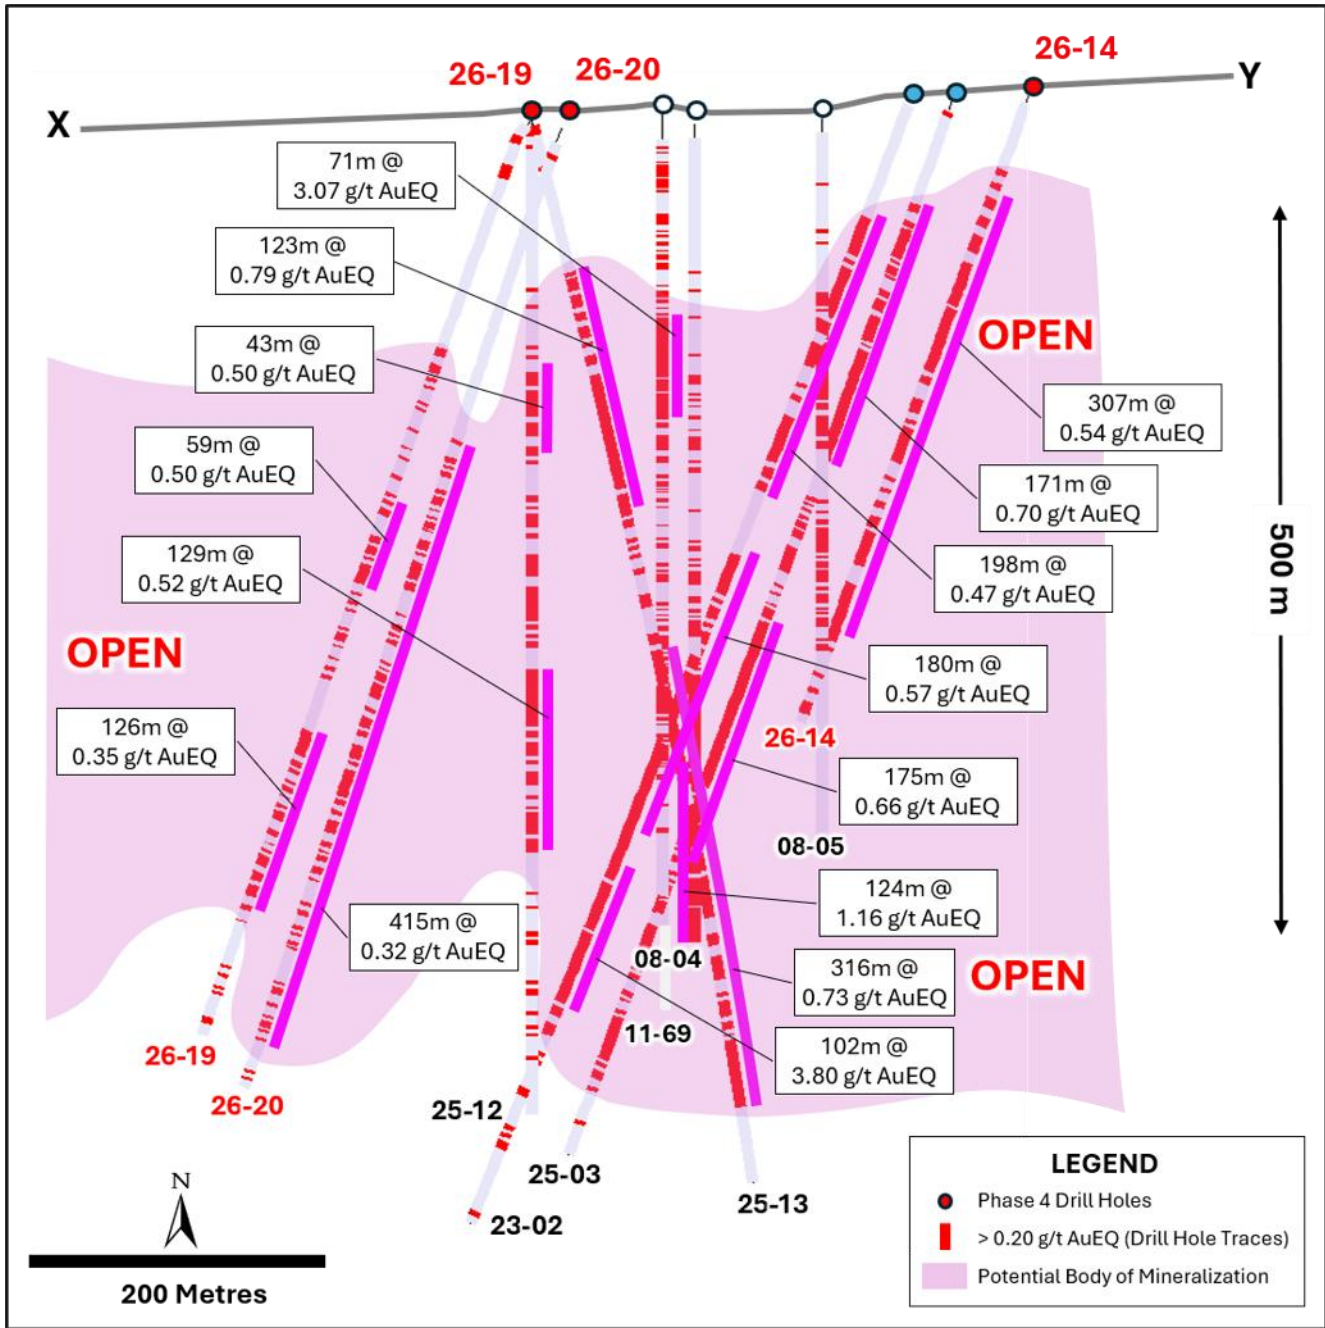 26-19
26-20
26-14
X
Y
71m @
3.07 g/t AuEQ
123m @
0.79 g/t AuEQ
43m @
0.50 g/t AuEQ
59m @
0.50 g/t AuEQ
129m @
0.52 g/t AuEQ
OPEN
126m @
0.35 g/t AuEQ
415m @
0.32 g/t AuEQ
OPEN
307m @
0.54 g/t AuEQ
171m @
0.70 g/t AuEQ
198m @
0.47 g/t AuEQ
180m @
0.57 g/t AuEQ
26-14
175m @
0.66 g/t AuEQ
08-05
124m @
1.16 g/t AuEQ
08-04
316m @
0.73 g/t AuEQ
OPEN
11-69
102m @
3.80 g/t AuEQ
500 m
26-19
26-20
25-12
25-03
23-02
25-13
N
200 Metres
LEGEND
Phase 4 Drill Holes
> 0.20 g/t AuEQ (Drill Hole Traces)
Potential Body of Mineralization